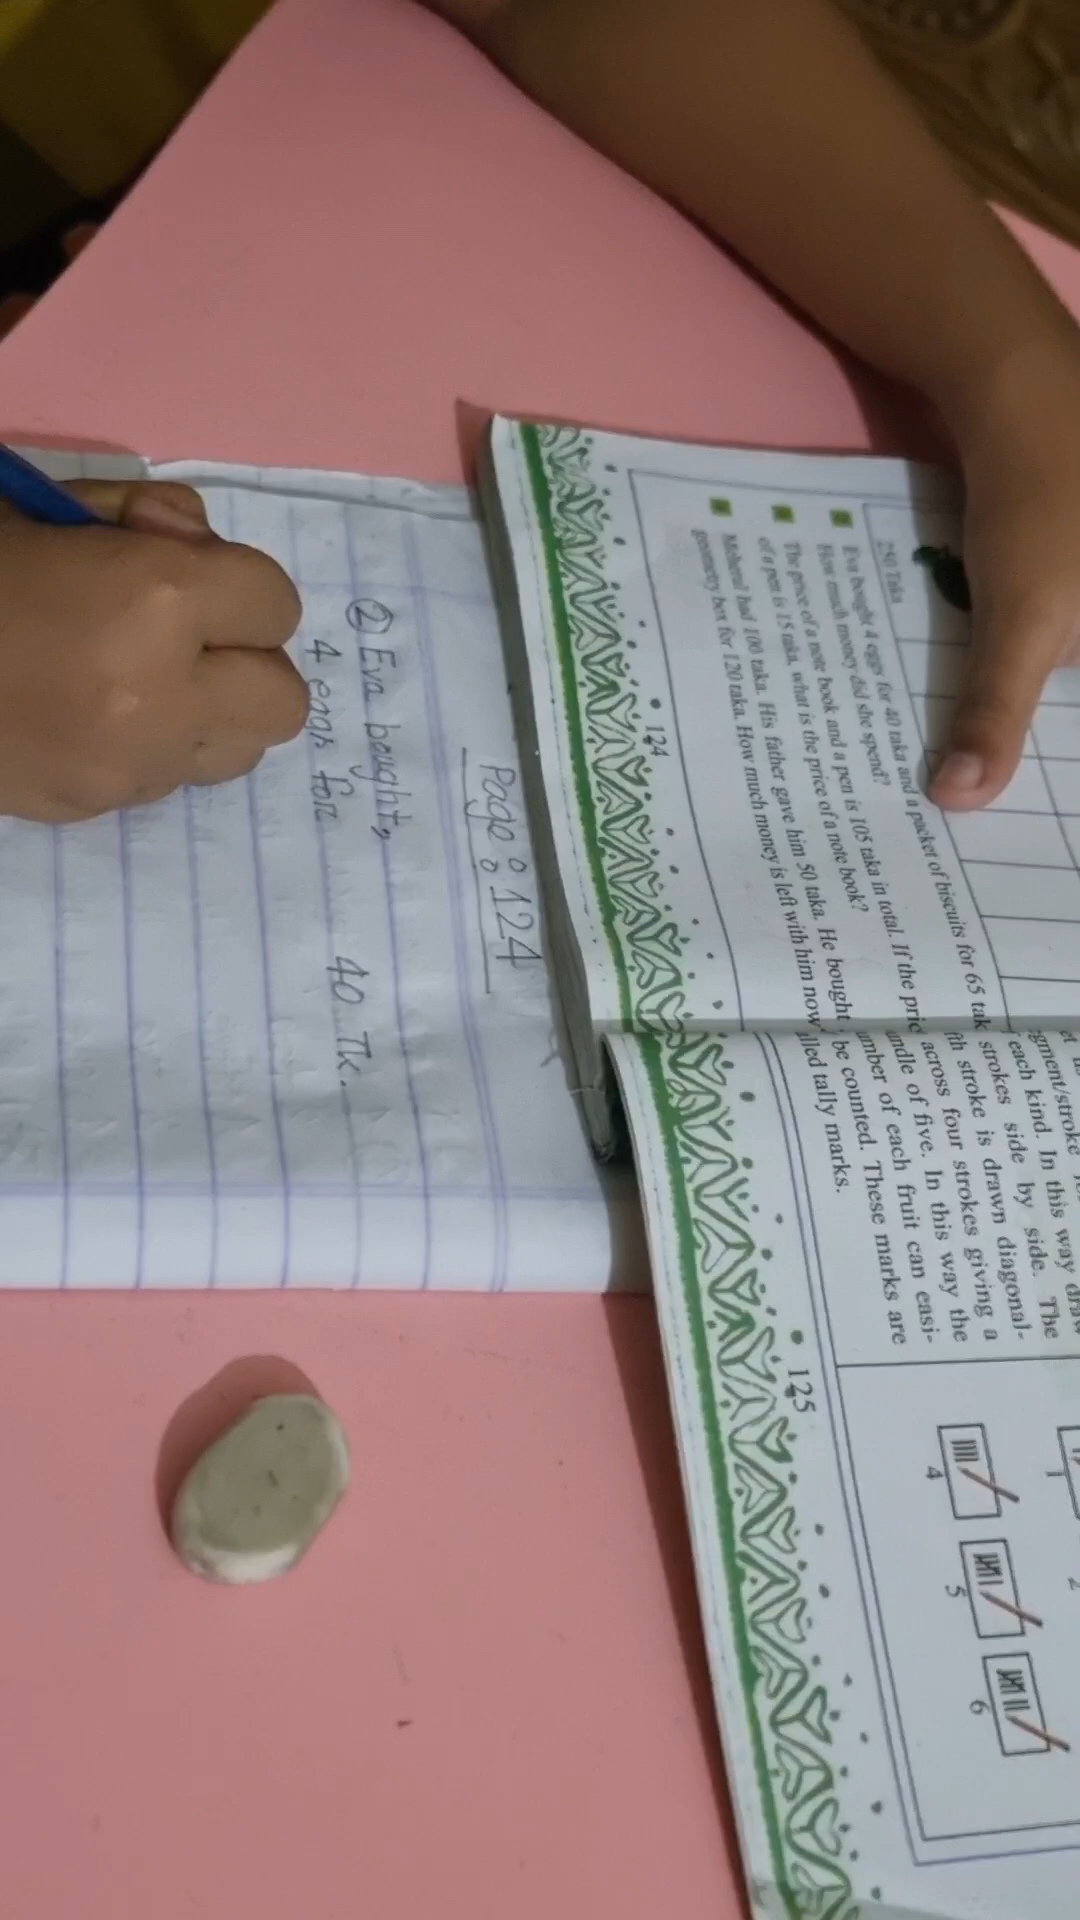 250 Taka
Eva bought 4 eggs for 40 taka and a packet of biscuits for 65 tak
How much money did she spend?
The price of a note book and a pen is 105 taka in total. If the pric
of a pen is 15 taka, what is the price of a note book?
had 100 taka. His father gave him 50 taka. He bought
geometry box for 120 taka. How much money is left with him now
124
gment/stroke
each kind. In this way draw
strokes side by side. The
fth stroke is drawn diagonal-
across four strokes giving a
undle of five. In this way the
umber of each fruit can easi-
be counted. These marks are
lled tally marks.
1
2
4
5
6
125
Page : 124
② Eva bought,
4 eggs for 40 Tk.